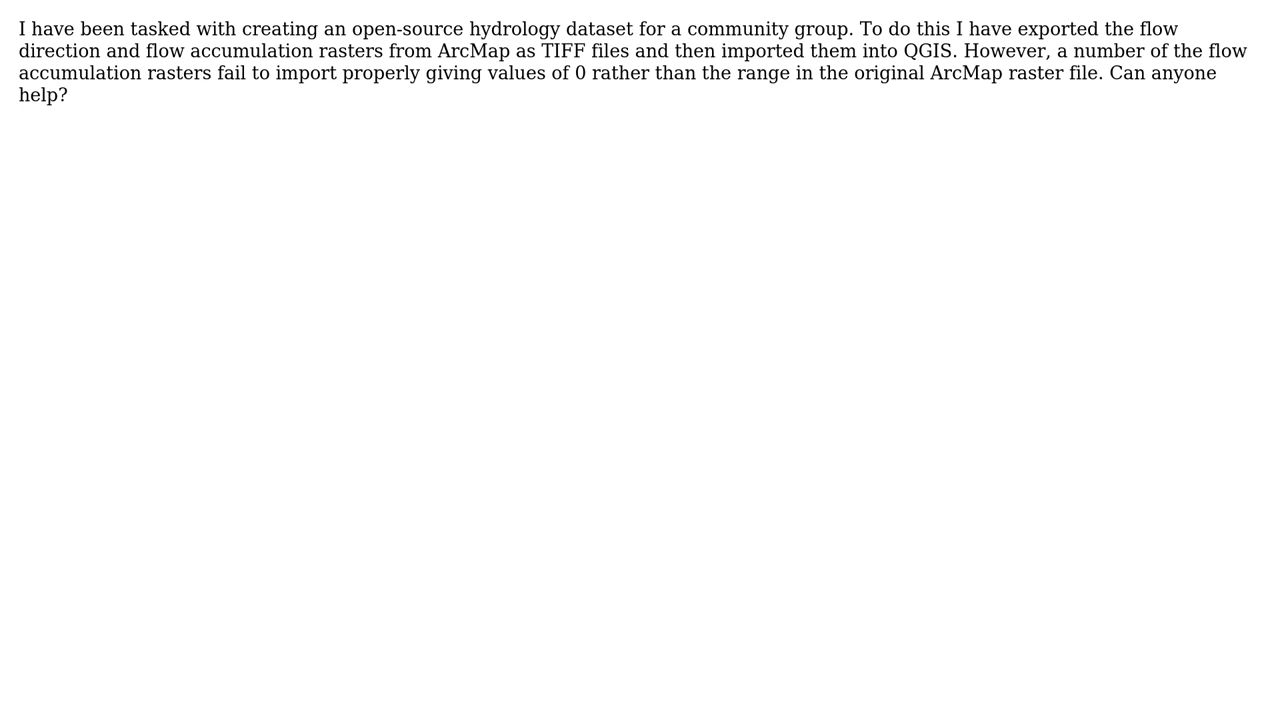 I have been tasked with creating an open-source hydrology dataset for a community group. To do this I have exported the flow
direction and flow accumulation rasters from ArcMap as TIFF files and then imported them into QGIS. However, a number of the flow
accumulation rasters fail to import properly giving values of 0 rather than the range in the original ArcMap raster file. Can anyone
help?